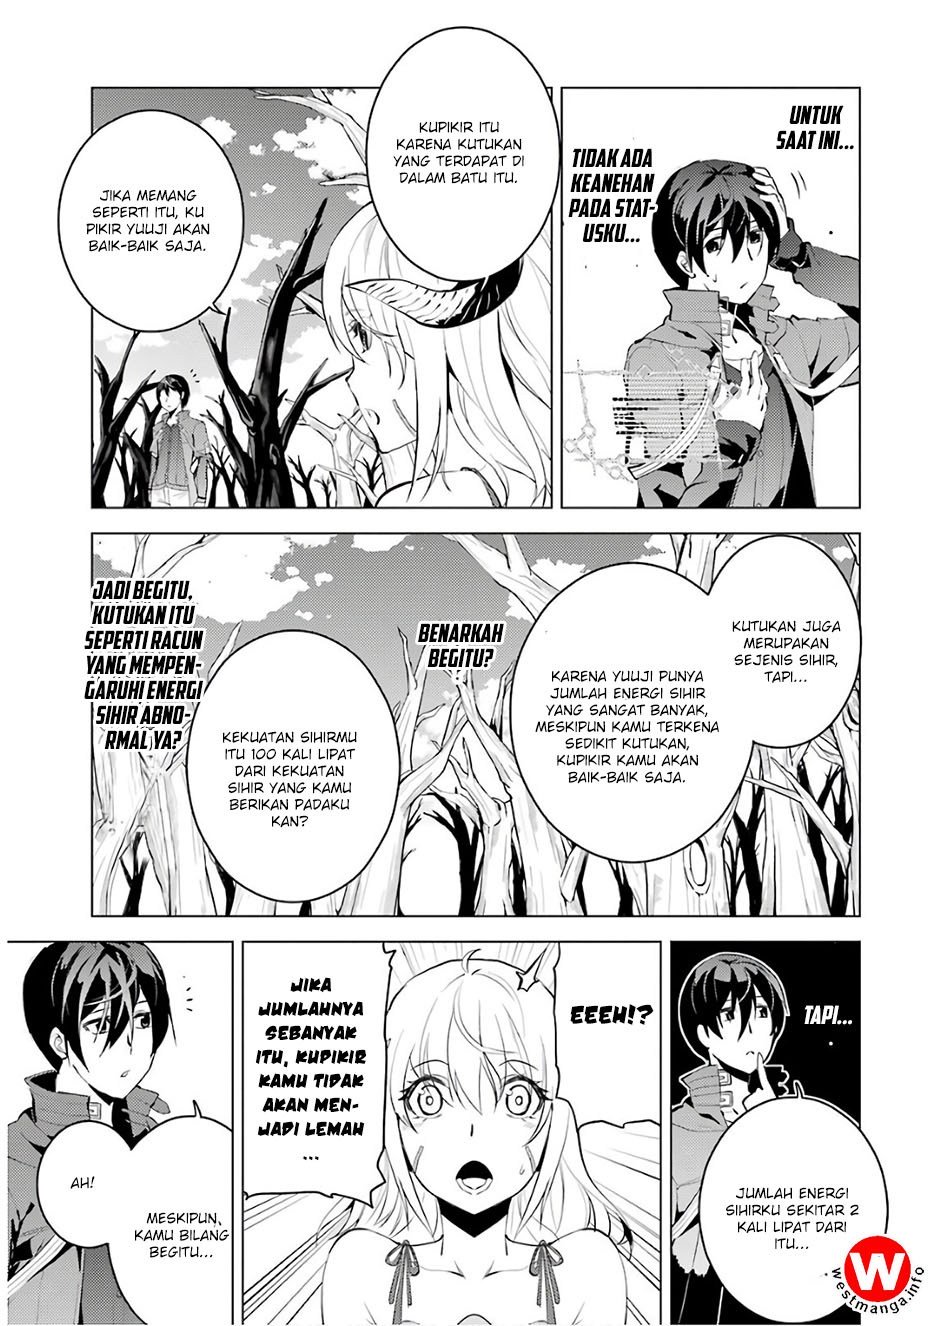 UNTUK
SAAT INI...
TIDAK ADA
KEANEHAN
PADA STAT-
USKU...
KUPIKIR ITU
KARENA KUTUKAN
YANG TERDAPAT DI
DALAM BATU ITU.
JIKA MEMANG
SEPERTI ITU, KU
PIKIR YUUJI AKAN
BAIK-BAIK SAJA.
KUTUKAN JUGA
MERUPAKAN
SEJENIS SIHIR,
TAPI...
KARENA YUUJI PUNYA
JUMLAH ENERGI SIHIR
YANG SANGAT BANYAK,
MESKIPUN KAMU TERKENA
SEDIKIT KUTUKAN,
KUPIKIR KAMU AKAN
BAIK-BAIK SAJA.
BENARKAH
BEGITU?
KEKUATAN SIHIRMU
ITU 100 KALI LIPAT
DARI KEKUATAN
SIHIR YANG KAMU
BERIKAN PADAKU
KAN?
JADI BEGITU,
KUTUKAN ITU
SEPERTI RACUN
YANG MEMPEN-
GARUHI ENERGI
SIHIR ABNO-
RMAL YA?
TAPI...
JUMLAH ENERGI
SIHIRKU SEKITAR 2
KALI LIPAT DARI
ITU...
EEEH!?
JIKA
JUMLAHNYA
SEBANYAK
ITU, KUPIKIR
KAMU TIDAK
AKAN MEN-
JADI LEMAH
...
AH!
MESKIPUN,
KAMU BILANG
BEGITU...
W
westmanga.info